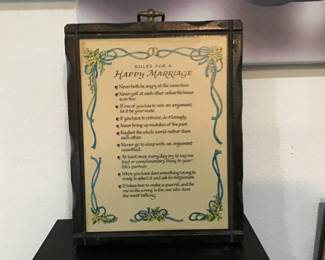 RULES FOR A
HAPPY MARRIAGE
Never both be angry at the same time.
Never yell at each other unless the house
is on fire.
If one of you has to win an argument,
let it be your mate.
If you have to criticize, do it lovingly.
Never bring up mistakes of the past.
Neglect the whole world rather than
each other.
Never go to sleep with an argument
unsettled.
At least once every day try to say one
kind or complimentary thing to your
life's partner.
When you have done something wrong, be
ready to admit it and ask for forgiveness.
It takes two to make a quarrel, and the
one in the wrong is the one who does
the most talking.